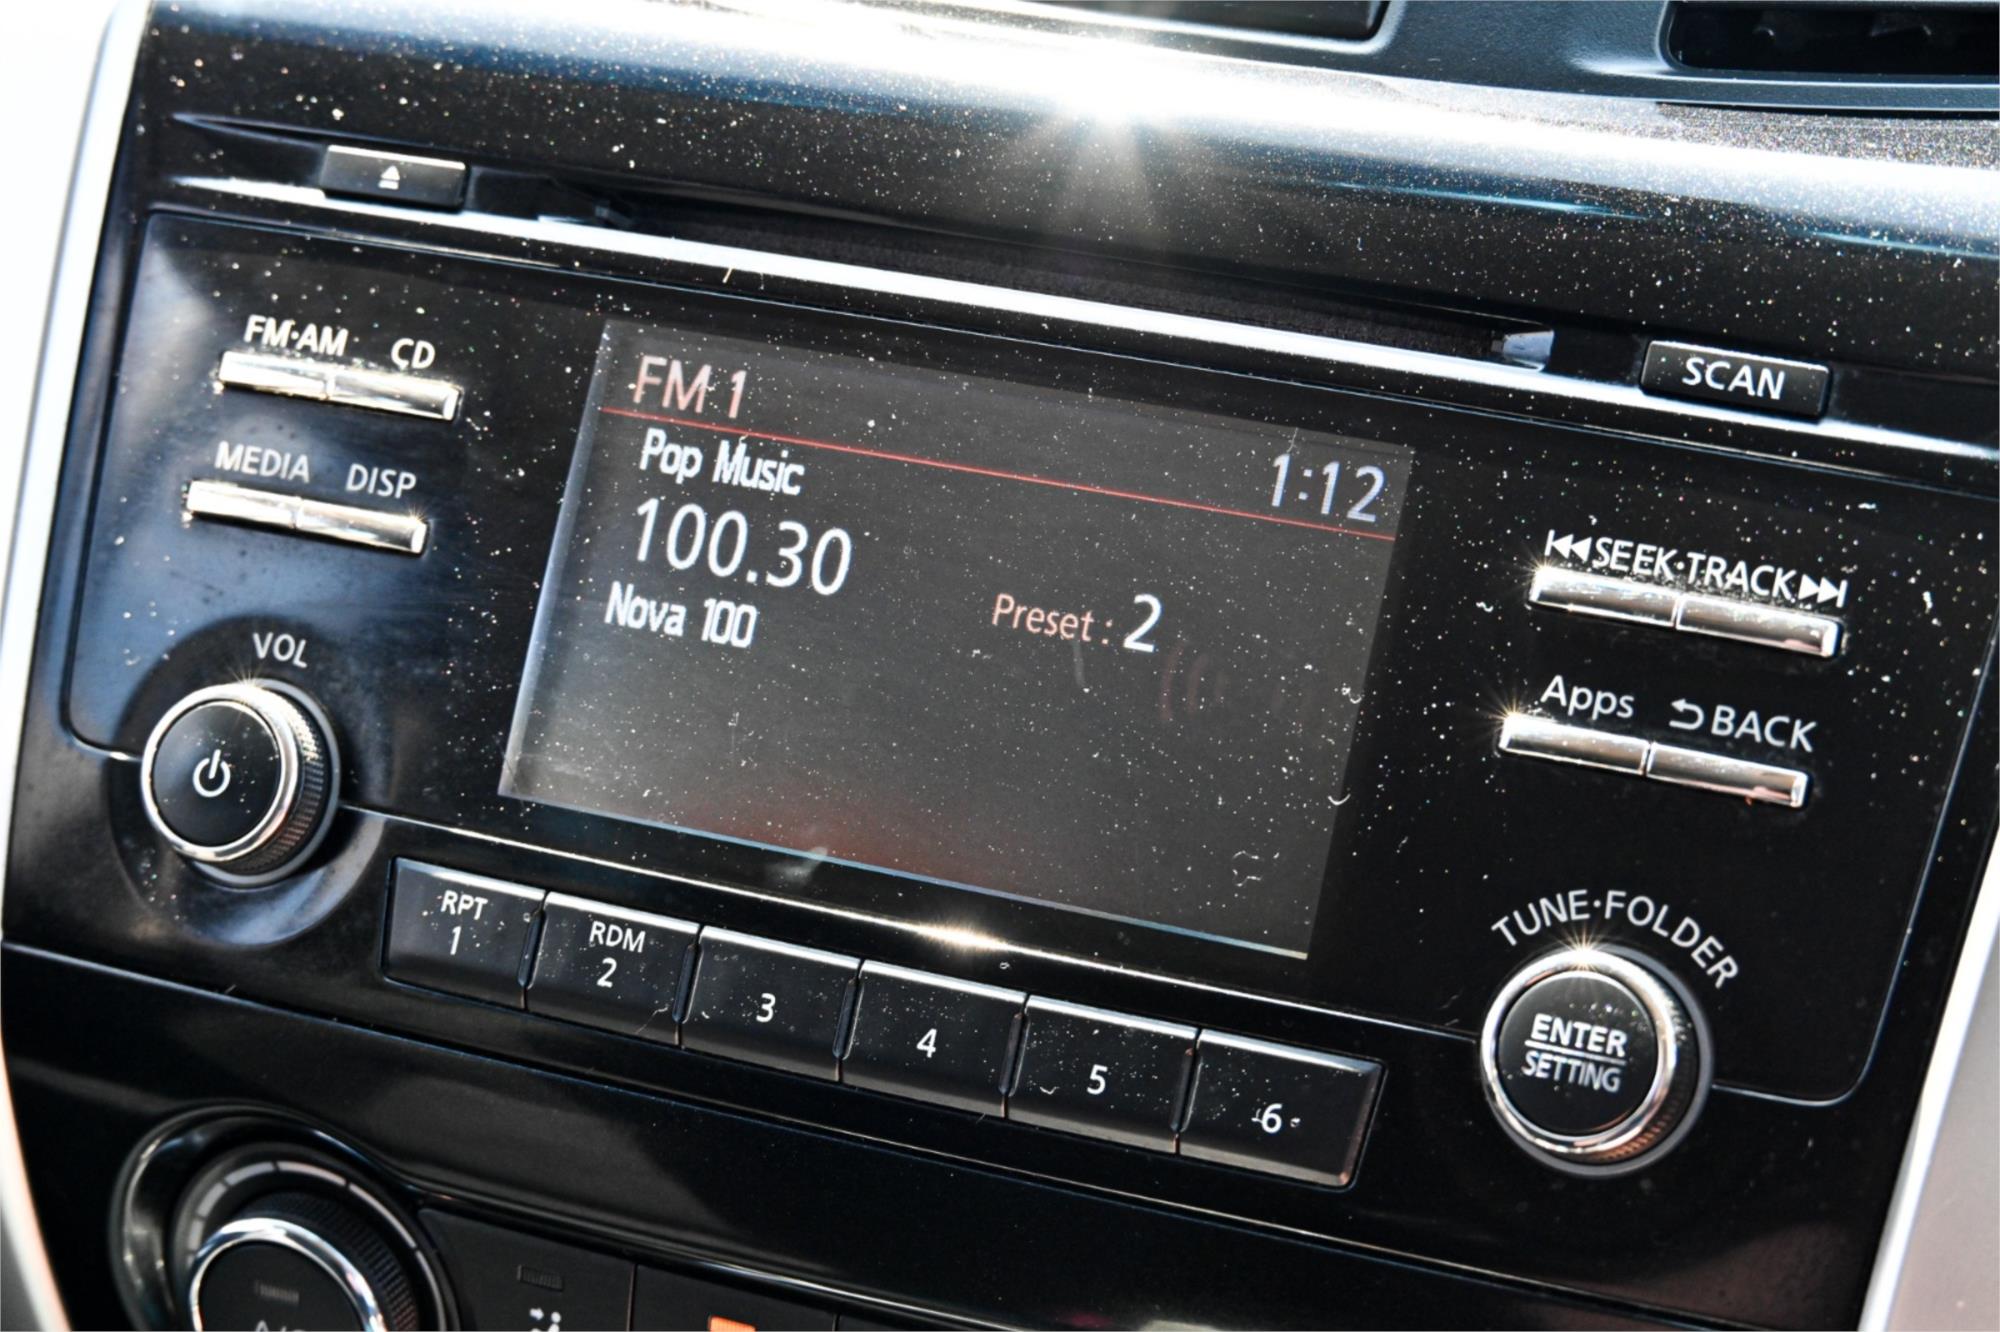 SCAN
FM·AM CD
FM 1
1:12
MEDIA DISP
Pop Music
100.30
Nova 100
Preset : 2
SEEK·TRACK
Apps BACK
VOL
TUNE·FOLDER
RPT
1
RDM
2
3
4
5
6
ENTER
SETTING